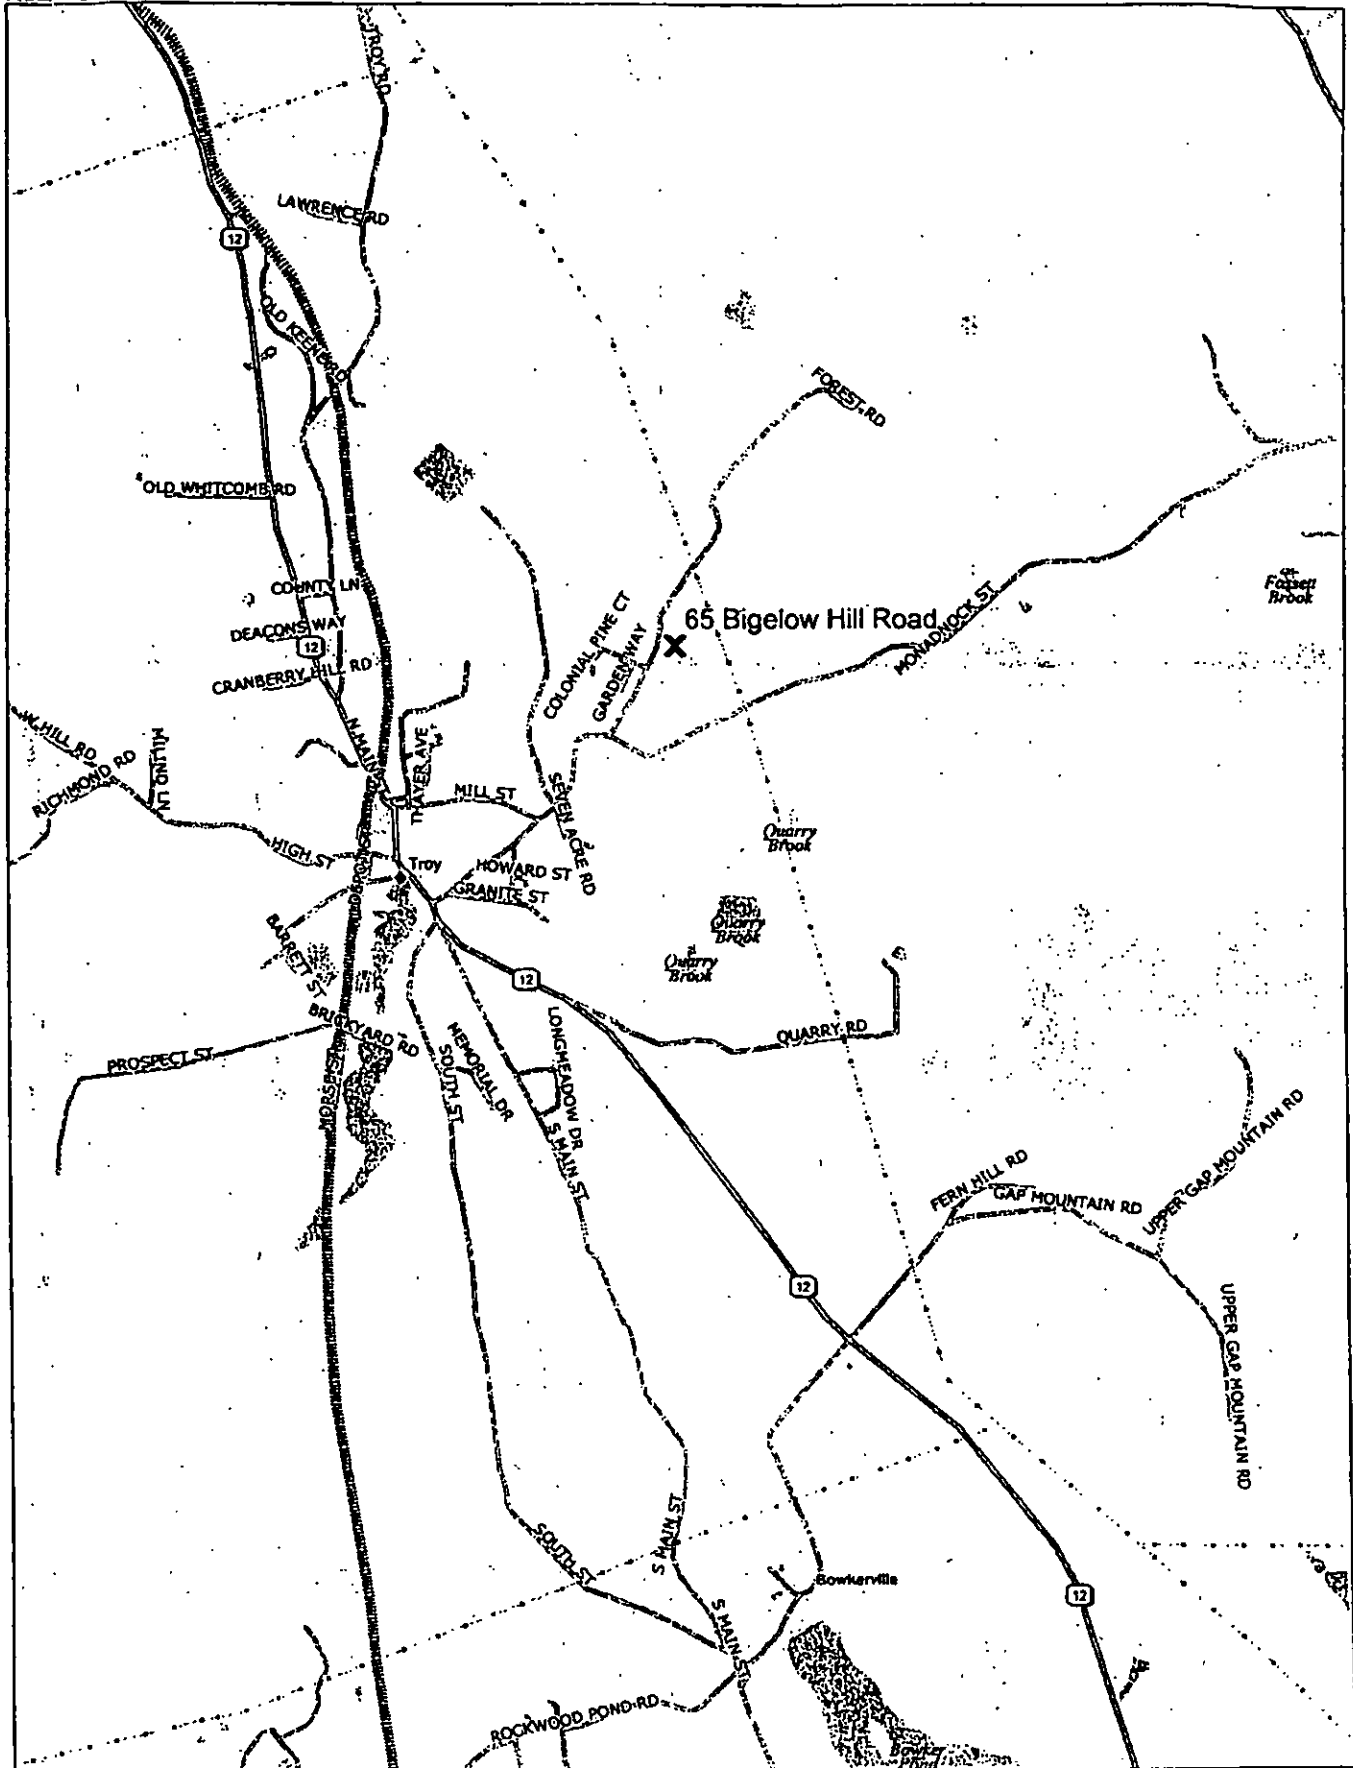 TROY RD
LAWRENCE RD
12
OLD KEENE RD
FOREST RD
OLD WHITCOMB RD
COUNTY LN
DEACONS WAY
12
CRANBERRY HILL RD
COLONIAL PINE CT
GARDEN WAY
65 Bigelow Hill Road
MONADNOCK ST
Fassett
Brook
W HILL RD
RICHMOND RD
N MAIN
THAYER AVE
MILL ST
SEVEN ACRE RD
HIGH ST
Troy
HOWARD ST
GRANITE ST
Quarry
Brook
Quarry
Brook
Quarry
Brook
BARRETT ST
12
BRICKYARD RD
PROSPECT ST
MORSE
SOUTH ST
MEMORIAL DR
LONGMEADOW DR
S MAIN ST
QUARRY RD
UPPER GAP MOUNTAIN RD
FERN HILL RD
GAP MOUNTAIN RD
12
UPPER GAP MOUNTAIN RD
S MAIN ST
SOUTH ST
Bowkerville
12
S MAIN ST
ROCKWOOD POND RD
Pond